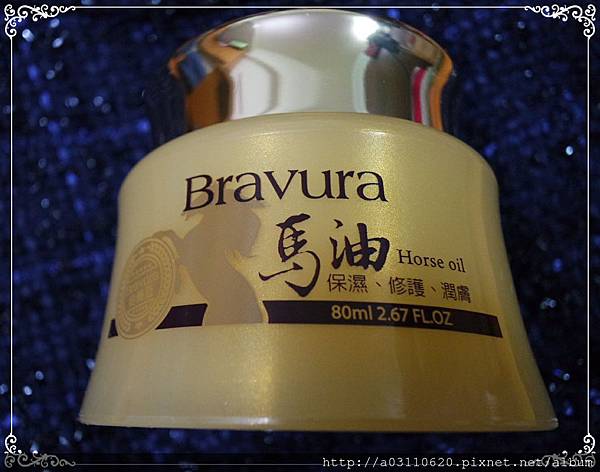 Bravura
馬油 Horse oil
保濕、修護、潤膚
80ml 2.67 FL.OZ
http://a03110620.pixnet.net/album